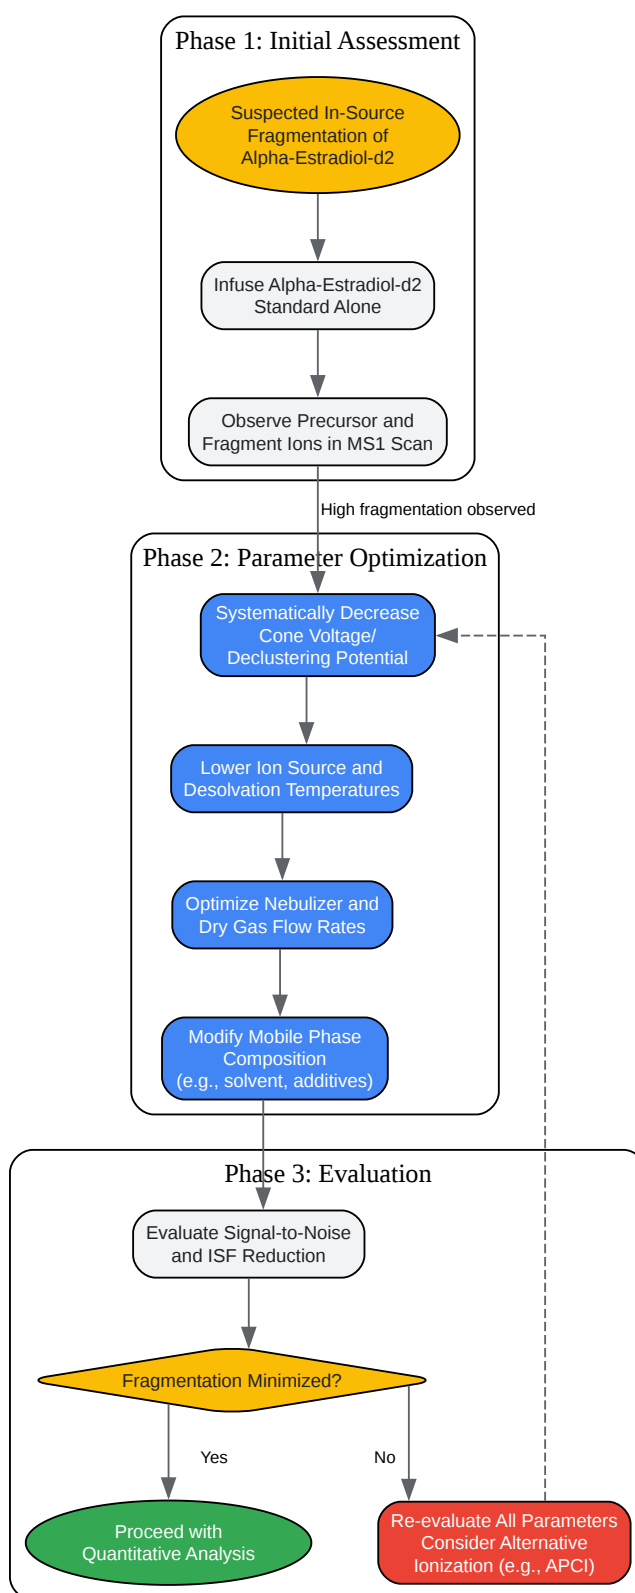 Phase 1: Initial Assessment
Suspected In-Source
Fragmentation of
Alpha-Estradiol-d2
Infuse Alpha-Estradiol-d2
Standard Alone
Observe Precursor and
Fragment Ions in MS1 Scan
High fragmentation observed
Phase 2: Parameter Optimization
Systematically Decrease
Cone Voltage/
Declustering Potential
Lower Ion Source and
Desolvation Temperatures
Optimize Nebulizer and
Dry Gas Flow Rates
Modify Mobile Phase
Composition
(e.g., solvent, additives)
Phase 3: Evaluation
Evaluate Signal-to-Noise
and ISF Reduction
Fragmentation Minimized?
Yes
No
Proceed with
Quantitative Analysis
Re-evaluate All Parameters
Consider Alternative
Ionization (e.g., APCI)